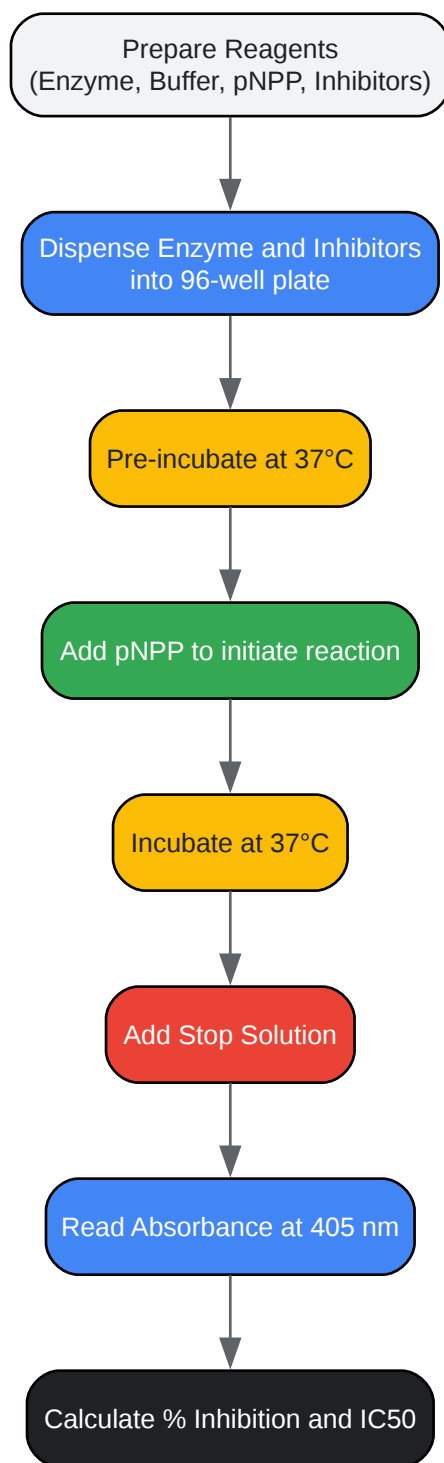 Prepare Reagents
(Enzyme, Buffer, pNPP, Inhibitors)
Dispense Enzyme and Inhibitors
into 96-well plate
Pre-incubate at 37°C
Add pNPP to initiate reaction
Incubate at 37°C
Add Stop Solution
Read Absorbance at 405 nm
Calculate % Inhibition and IC50